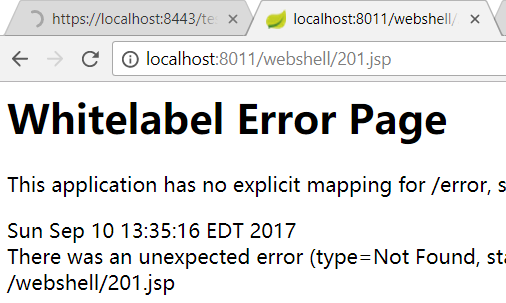 https://localhost:8443/te
localhost:8011/webshell/
localhost:8011/webshell/201.jsp
Whitelabel Error Page
This application has no explicit mapping for /error, s
Sun Sep 10 13:35:16 EDT 2017
There was an unexpected error (type=Not Found, sta
/webshell/201.jsp